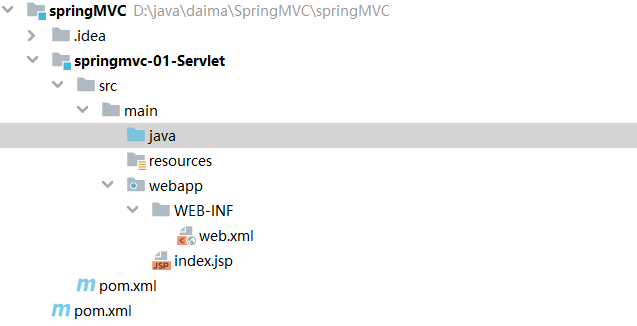 springMVC D:\java\daima\SpringMVC\springMVC
.idea
springmvc-01-Servlet
src
main
java
resources
webapp
WEB-INF
web.xml
JSP index.jsp
m pom.xml
m pom.xml